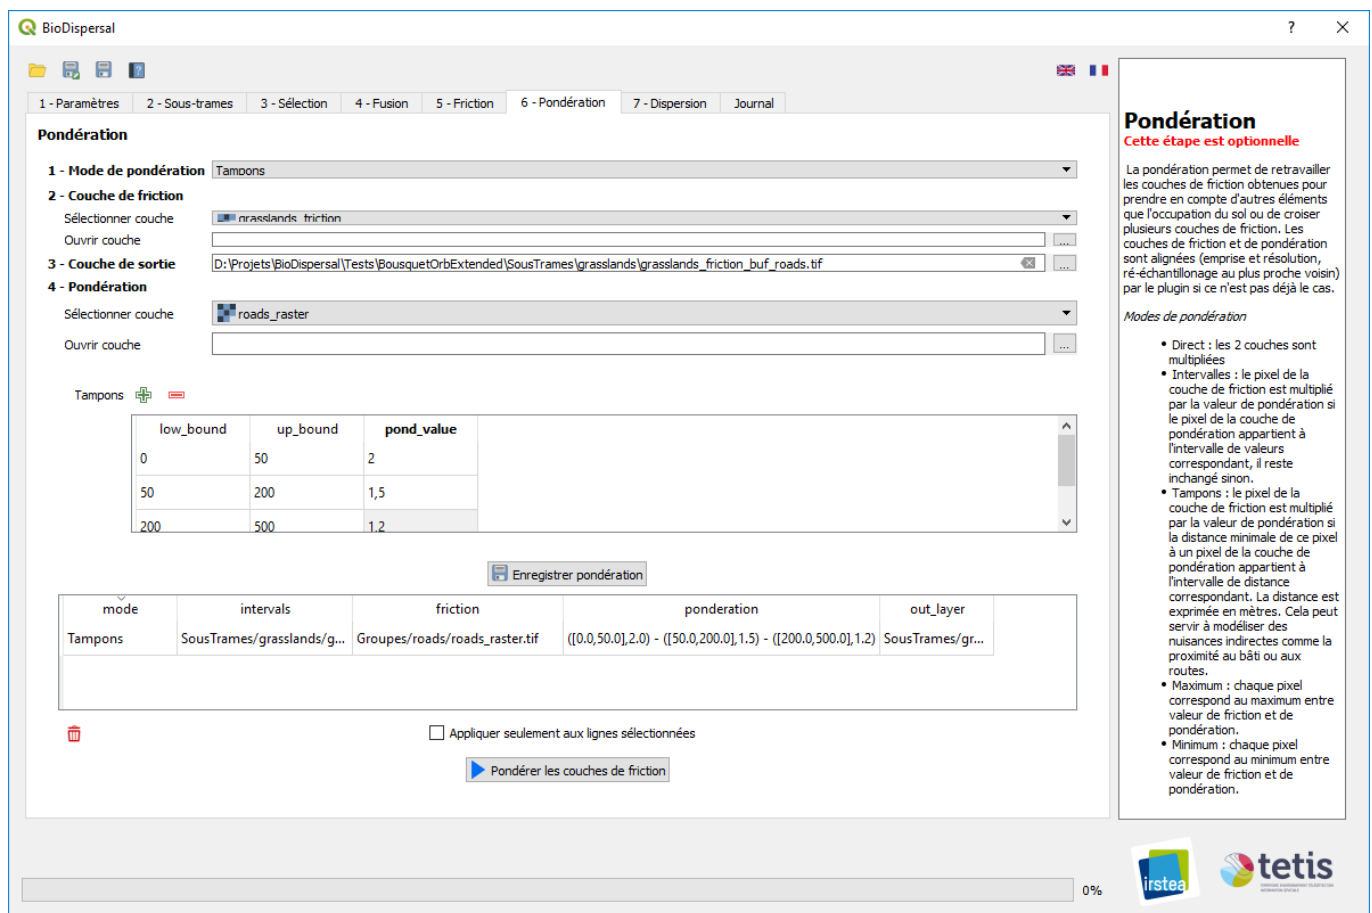 BioDispersal
?
1 - Paramètres 2 - Sous-trames 3 - Sélection 4 - Fusion 5 - Friction 6 - Pondération 7 - Dispersion Journal
Pondération
1 - Mode de pondération Tampons
2 - Couche de friction
Sélectionner couche grasslands_friction
Ouvrir couche ...
3 - Couche de sortie D:\Projets\BioDispersal\Tests\BousquetOrbExtended\SousTrames\grasslands\grasslands_friction_buf_roads.tif ...
4 - Pondération
Sélectionner couche roads_raster
Ouvrir couche ...
Tampons
low_bound up_bound pond_value
0 50 2
50 200 1,5
200 500 1.2
Enregistrer pondération
mode intervals friction ponderation out_layer
Tampons SousTrames/grasslands/g... Groupes/roads/roads_raster.tif ([0.0,50.0],2.0) - ([50.0,200.0],1.5) - ([200.0,500.0],1.2) SousTrames/gr...
Appliquer seulement aux lignes sélectionnées
Pondérer les couches de friction
0%
Pondération
Cette étape est optionnelle
La pondération permet de retravailler
les couches de friction obtenues pour
prendre en compte d'autres éléments
que l'occupation du sol ou de croiser
plusieurs couches de friction. Les
couches de friction et de pondération
sont alignées (emprise et résolution,
ré-échantillonage au plus proche voisin)
par le plugin si ce n'est pas déjà le cas.
Modes de pondération
• Direct : les 2 couches sont
multipliées
• Intervalles : le pixel de la
couche de friction est multiplié
par la valeur de pondération si
le pixel de la couche de
pondération appartient à
l'intervalle de valeurs
correspondant, il reste
inchangé sinon.
• Tampons : le pixel de la
couche de friction est multiplié
par la valeur de pondération si
la distance minimale de ce pixel
à un pixel de la couche de
pondération appartient à
l'intervalle de distance
correspondant. La distance est
exprimée en mètres. Cela peut
servir à modéliser des
nuisances indirectes comme la
proximité au bâti ou aux
routes.
• Maximum : chaque pixel
correspond au maximum entre
valeur de friction et de
pondération.
• Minimum : chaque pixel
correspond au minimum entre
valeur de friction et de
pondération.
irstea
tetis